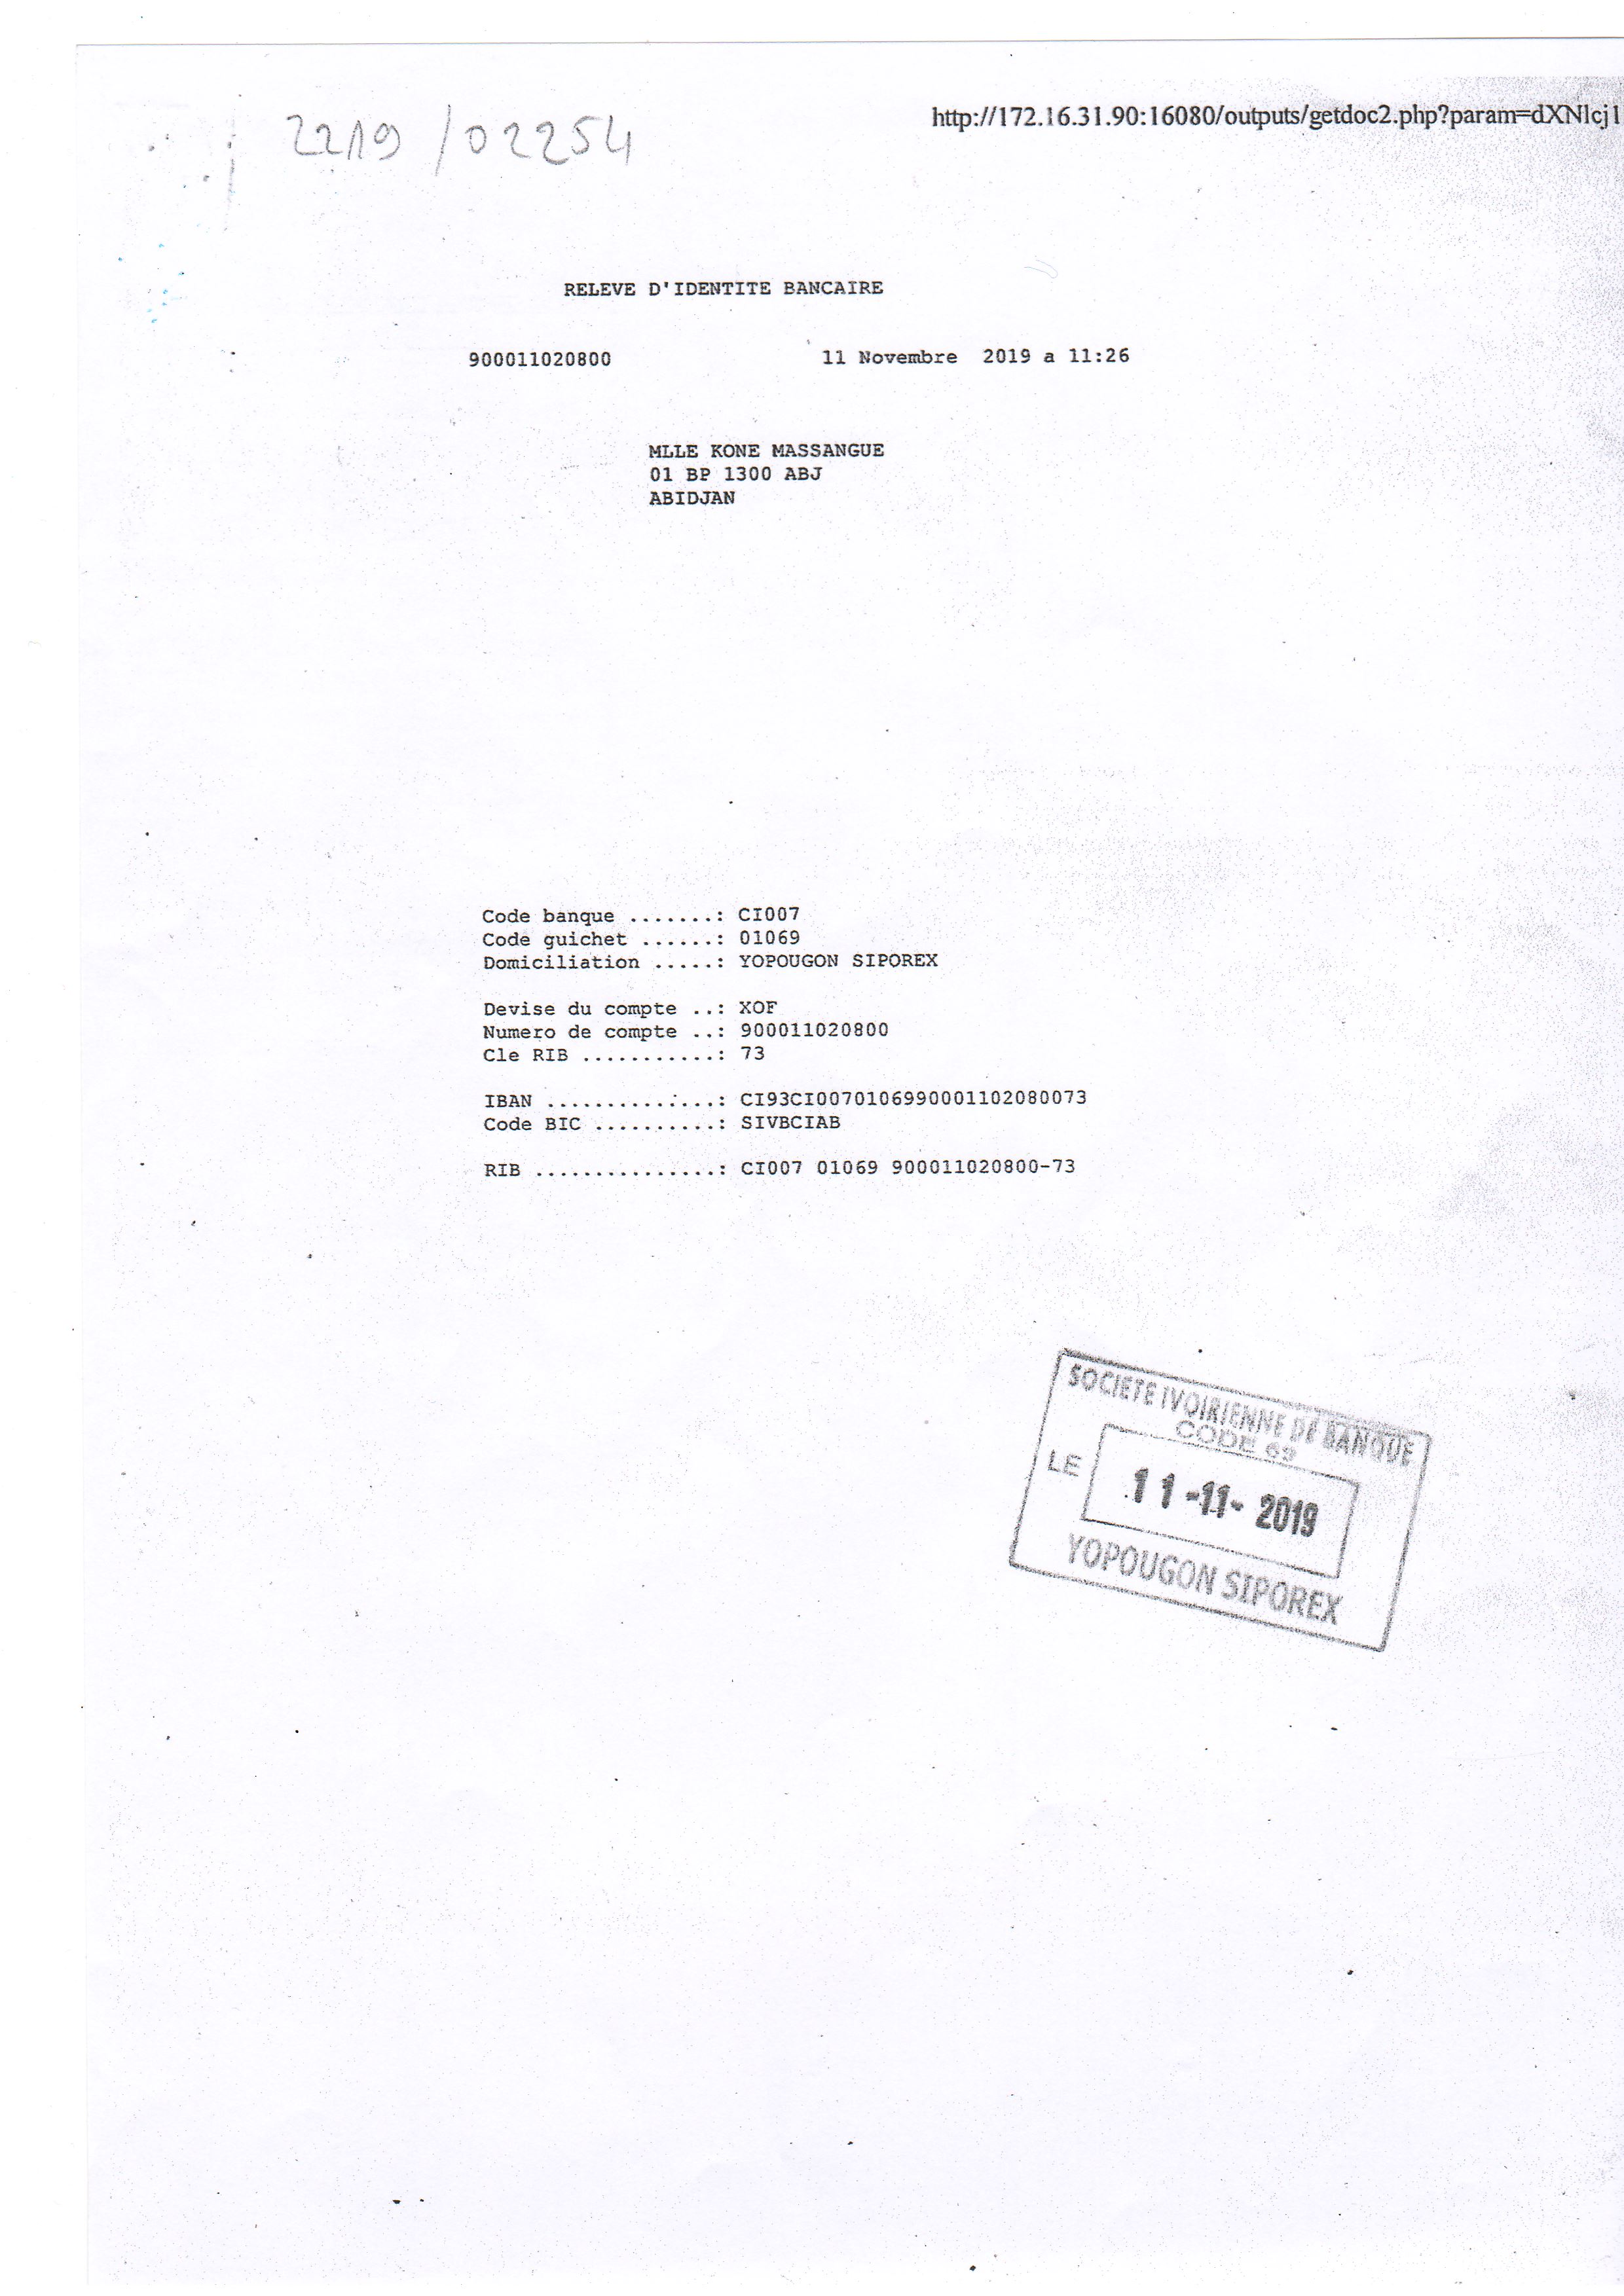 2219 / 02254
http://172.16.31.90:16080/outputs/getdoc2.php?param=dXNlcj1
RELEVE D'IDENTITE BANCAIRE
900011020800 11 Novembre 2019 a 11:26
MLLE KONE MASSANGUE
01 BP 1300 ABJ
ABIDJAN
Code banque .......: CI007
Code guichet ......: 01069
Domiciliation .....: YOPOUGON SIPOREX
Devise du compte ..: XOF
Numero de compte ..: 900011020800
Cle RIB ...........: 73
IBAN ..............: CI93CI0070106990001102080073
Code BIC ..........: SIVBCIAB
RIB ...............: CI007 01069 900011020800-73
SOCIETE IVOIRIENNE DE BANQUE
CODE 69
LE 11-11-2019
YOPOUGON SIPOREX